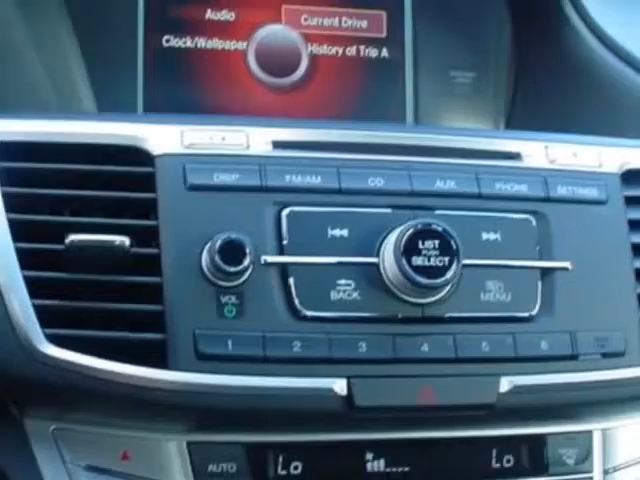 Audio
Current Drive
Clock/Wallpaper
History of Trip A
DISP FM/AM CD AUX PHONE SETTINGS
LIST
PUSH
SELECT
VOL
BACK
MENU
1 2 3 4 5 6
AUTO Lo Lo